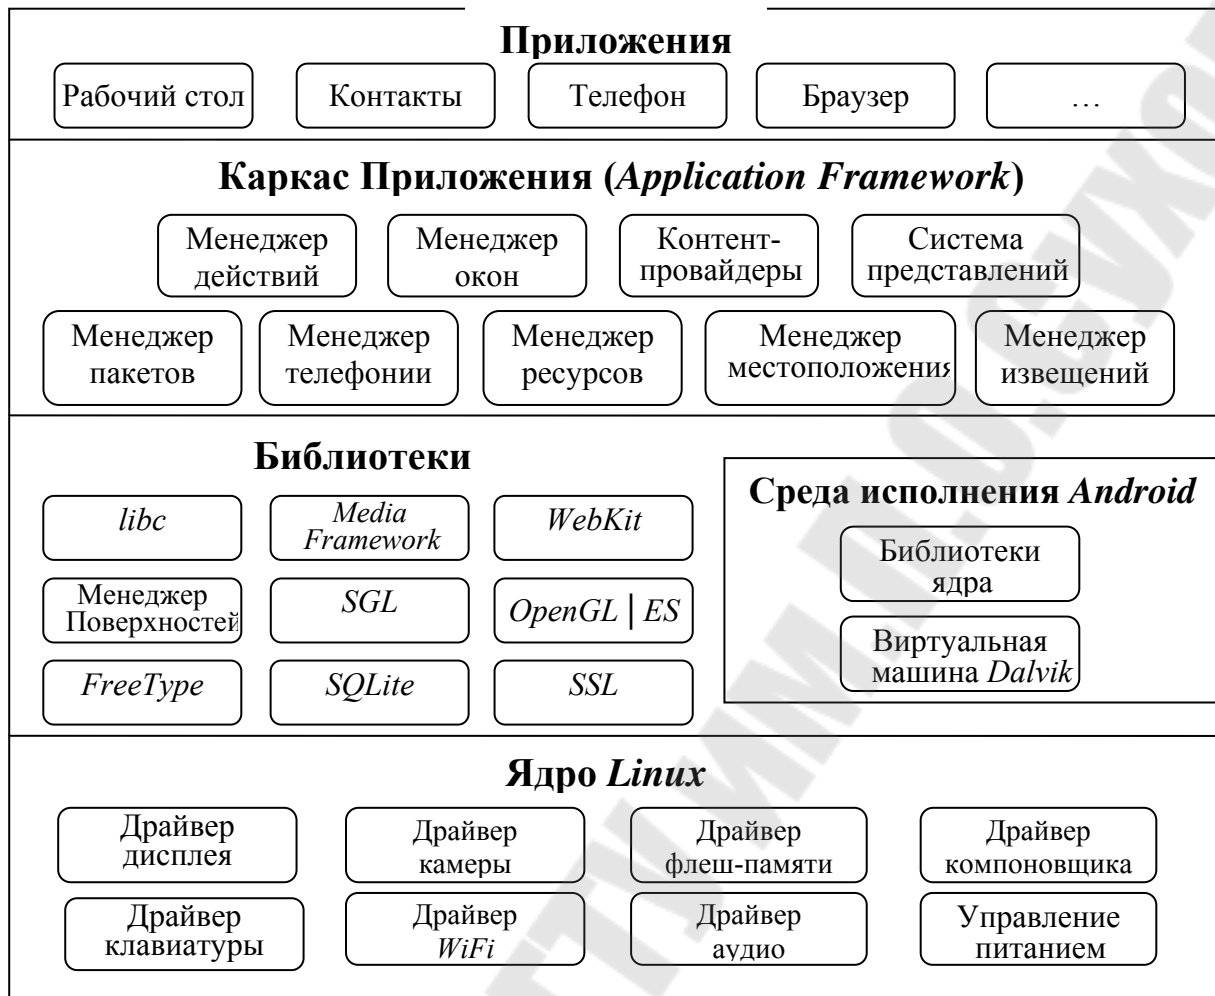 Приложения
Рабочий стол
Контакты
Телефон
Браузер
…
Каркас Приложения (Application Framework)
Менеджер
действий
Менеджер
окон
Контент-
провайдеры
Система
представлений
Менеджер
пакетов
Менеджер
телефонии
Менеджер
ресурсов
Менеджер
местоположения
Менеджер
извещений
Библиотеки
libc
Media
Framework
WebKit
Менеджер
Поверхностей
SGL
OpenGL | ES
FreeType
SQLite
SSL
Среда исполнения Android
Библиотеки
ядра
Виртуальная
машина Dalvik
Ядро Linux
Драйвер
дисплея
Драйвер
камеры
Драйвер
флеш-памяти
Драйвер
компоновщика
Драйвер
клавиатуры
Драйвер
WiFi
Драйвер
аудио
Управление
питанием